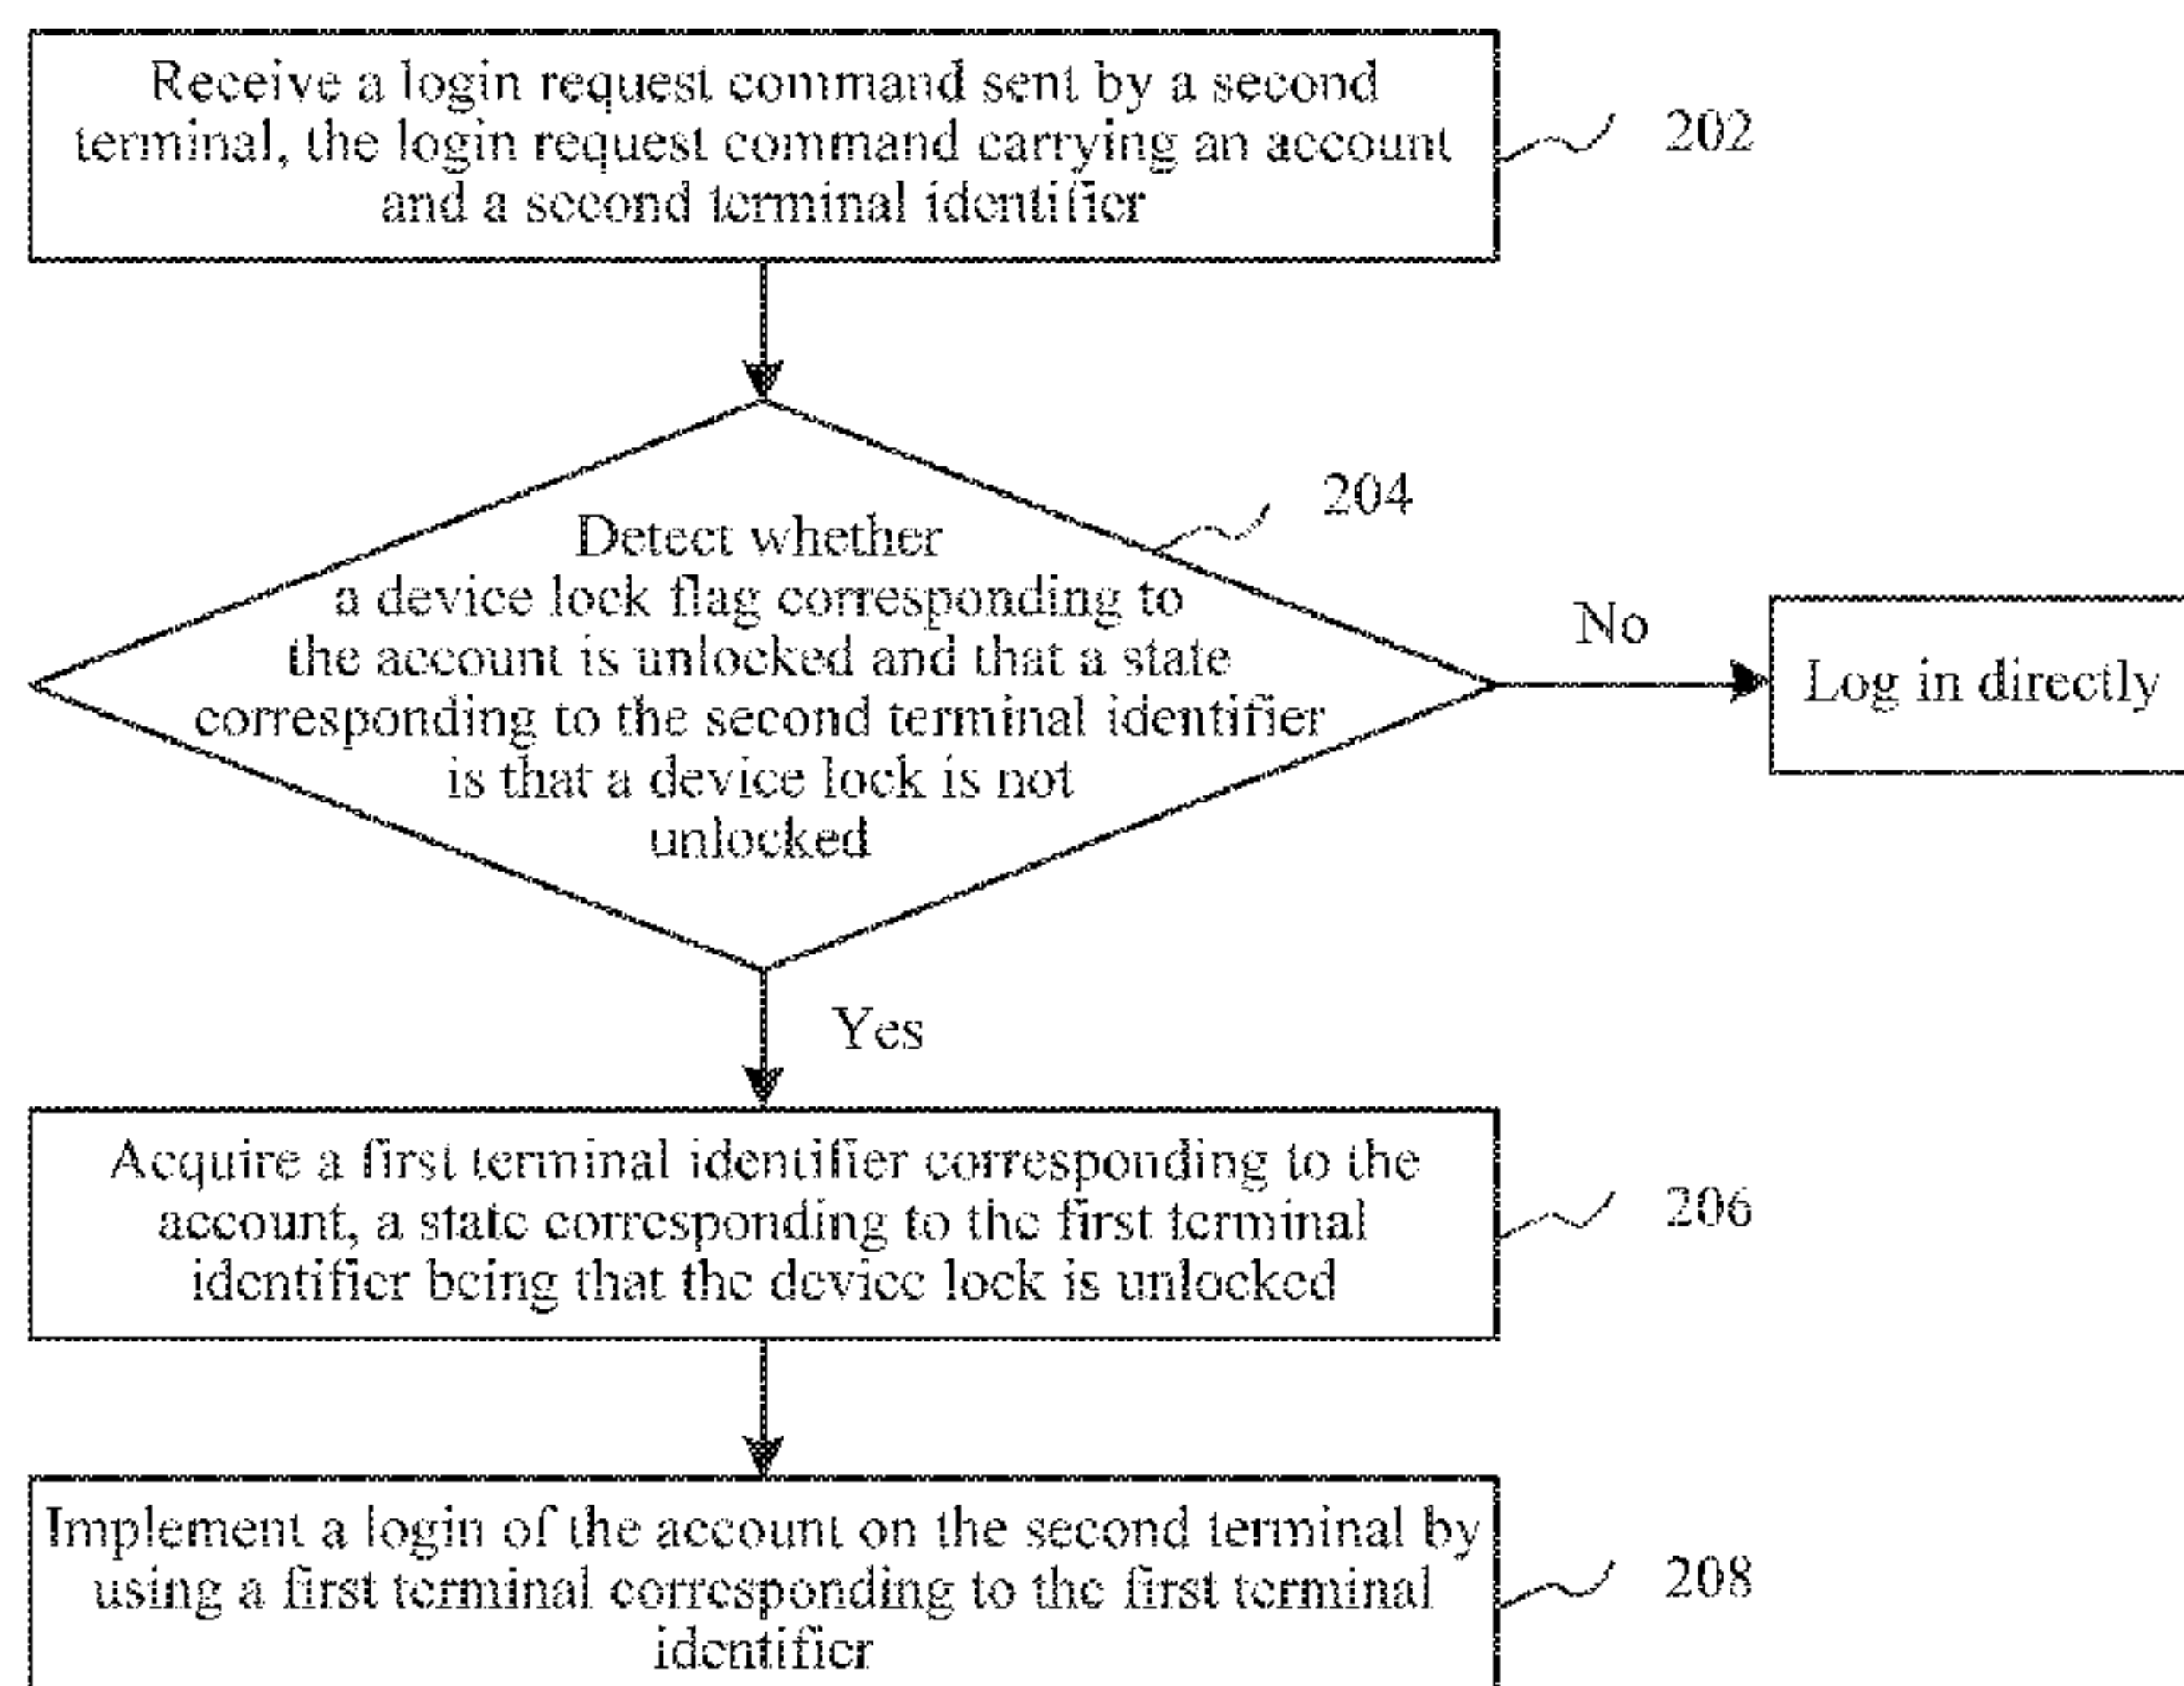 Receive a login request command sent by a second
terminal, the login request command carrying an account
and a second terminal identifier
202
204
Detect whether
a device lock flag corresponding to
the account is unlocked and that a state
corresponding to the second terminal identifier
is that a device lock is not
unlocked
No
Log in directly
Yes
Acquire a first terminal identifier corresponding to the
account, a state corresponding to the first terminal
identifier being that the device lock is unlocked
206
Implement a login of the account on the second terminal by
using a first terminal corresponding to the first terminal
identifier
208